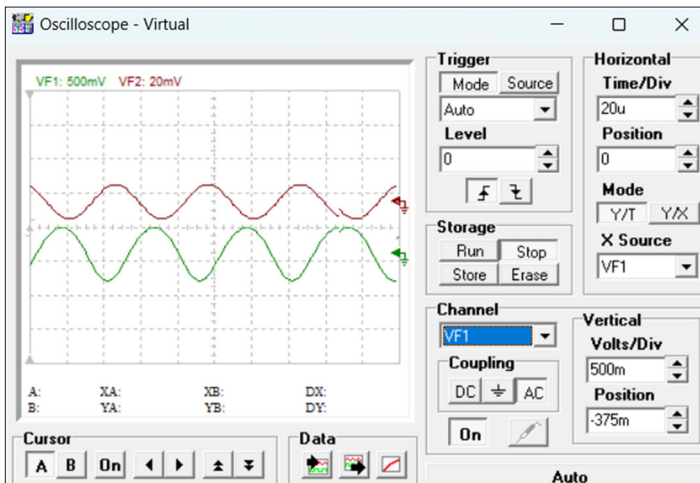 Oscilloscope - Virtual
VF1: 500mV VF2: 20mV
A: XA: XB: DX:
B: YA: YB: DY:
Cursor
A B On
Data
Trigger
Mode Source
Auto
Level
0
Storage
Run Stop
Store Erase
Channel
VF1
Coupling
DC AC
On
Horizontal
Time/Div
20u
Position
0
Mode
Y/T Y/X
X Source
VF1
Vertical
Volts/Div
500m
Position
-375m
Auto